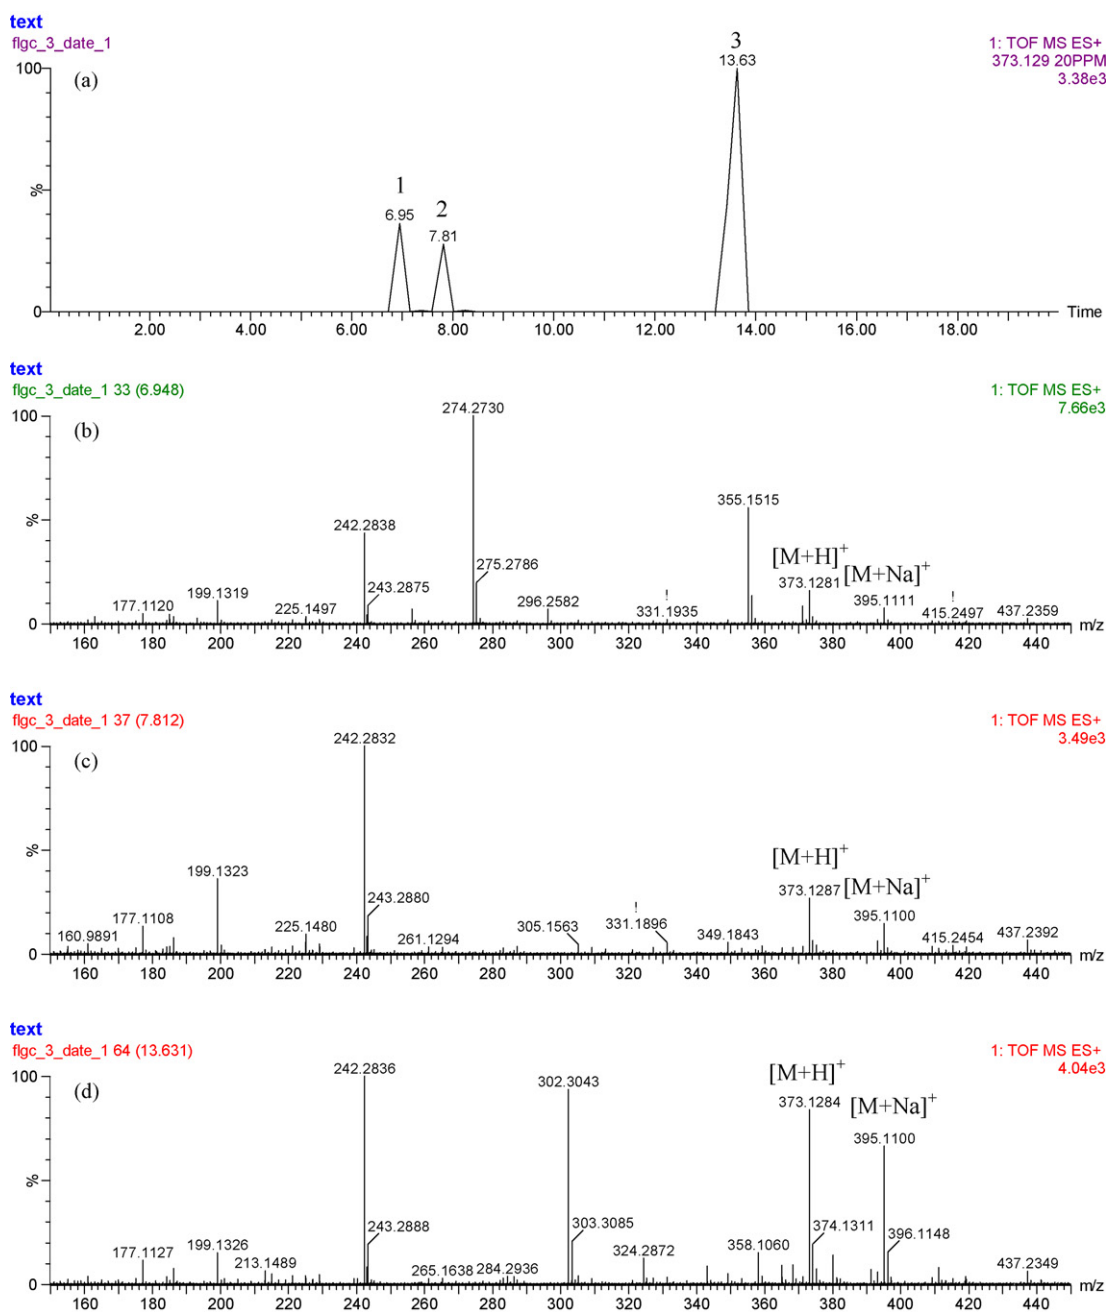 text
flgc_3_date_1
1: TOF MS ES+
373.129 20PPM
3.38e3
(a)
100
%
0
1
6.95
2
7.81
3
13.63
2.00 4.00 6.00 8.00 10.00 12.00 14.00 16.00 18.00 Time
text
flgc_3_date_1 33 (6.948)
1: TOF MS ES+
7.66e3
(b)
100
%
0
177.1120
199.1319
225.1497
242.2838
243.2875
274.2730
275.2786
296.2582
!
331.1935
355.1515
[M+H]+
373.1281
[M+Na]+
395.1111
!
415.2497
437.2359
160 180 200 220 240 260 280 300 320 340 360 380 400 420 440 m/z
text
flgc_3_date_1 37 (7.812)
1: TOF MS ES+
3.49e3
(c)
100
%
0
160.9891
177.1108
199.1323
225.1480
242.2832
243.2880
261.1294
305.1563
!
331.1896
349.1843
[M+H]+
373.1287
[M+Na]+
395.1100
415.2454
437.2392
160 180 200 220 240 260 280 300 320 340 360 380 400 420 440 m/z
text
flgc_3_date_1 64 (13.631)
1: TOF MS ES+
4.04e3
(d)
100
%
0
177.1127
199.1326
213.1489
242.2836
243.2888
265.1638
284.2936
302.3043
303.3085
324.2872
358.1060
[M+H]+
373.1284
374.1311
[M+Na]+
395.1100
396.1148
437.2349
160 180 200 220 240 260 280 300 320 340 360 380 400 420 440 m/z